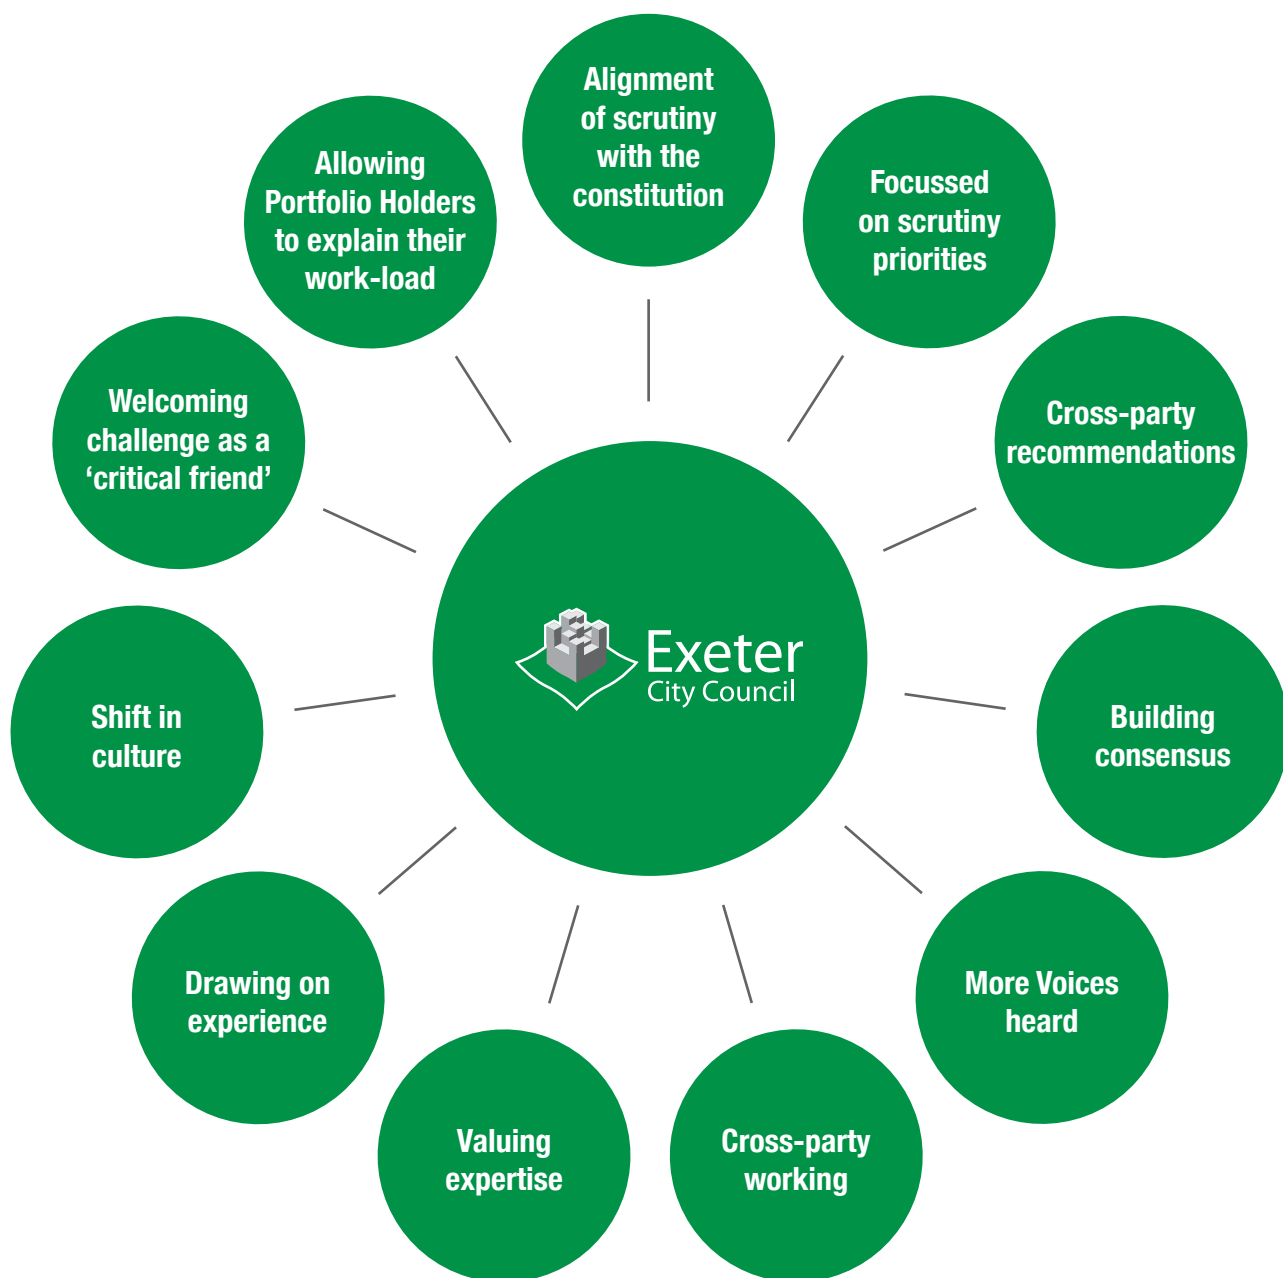 Alignment
of scrutiny
with the
constitution
Focussed
on scrutiny
priorities
Cross-party
recommendations
Building
consensus
More Voices
heard
Cross-party
working
Valuing
expertise
Drawing on
experience
Shift in
culture
Welcoming
challenge as a
‘critical friend’
Allowing
Portfolio Holders
to explain their
work-load
Exeter
City Council